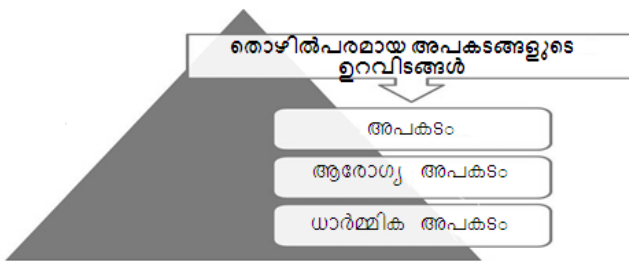 തൊഴിൽപരമായ അപകടങ്ങളുടെ
ഉറവിടങ്ങൾ
അപകടം
ആരോഗ്യ അപകടം
ധാർമ്മിക അപകടം